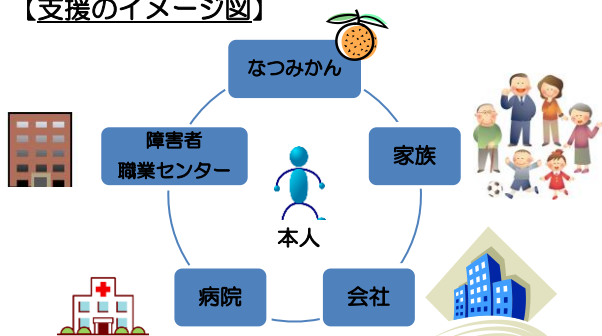 【支援のイメージ図】
なつみかん
障害者
職業センター
家族
本人
病院
会社